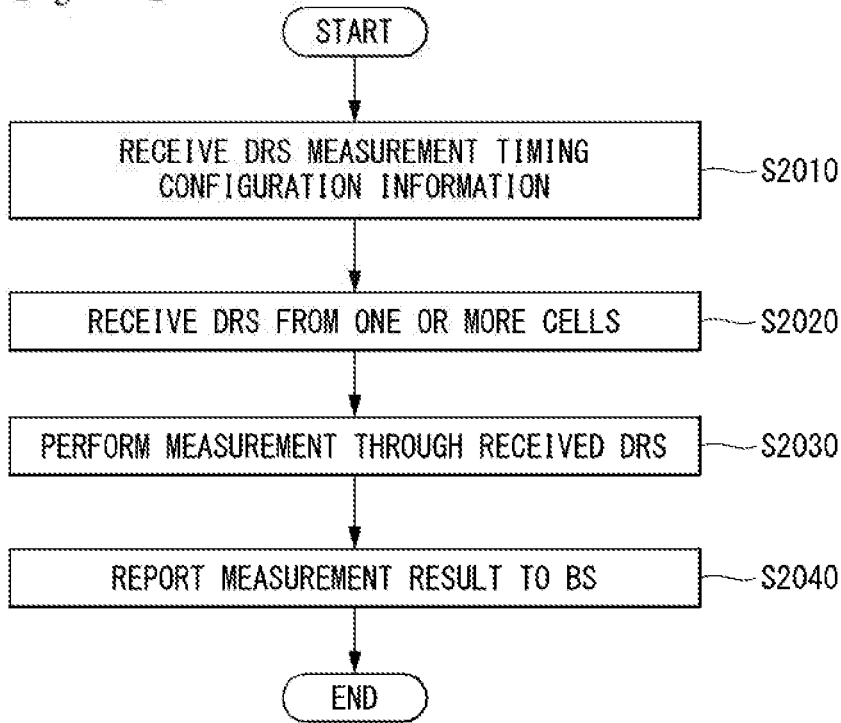 START
RECEIVE DRS MEASUREMENT TIMING
CONFIGURATION INFORMATION
S2010
RECEIVE DRS FROM ONE OR MORE CELLS
S2020
PERFORM MEASUREMENT THROUGH RECEIVED DRS
S2030
REPORT MEASUREMENT RESULT TO BS
S2040
END